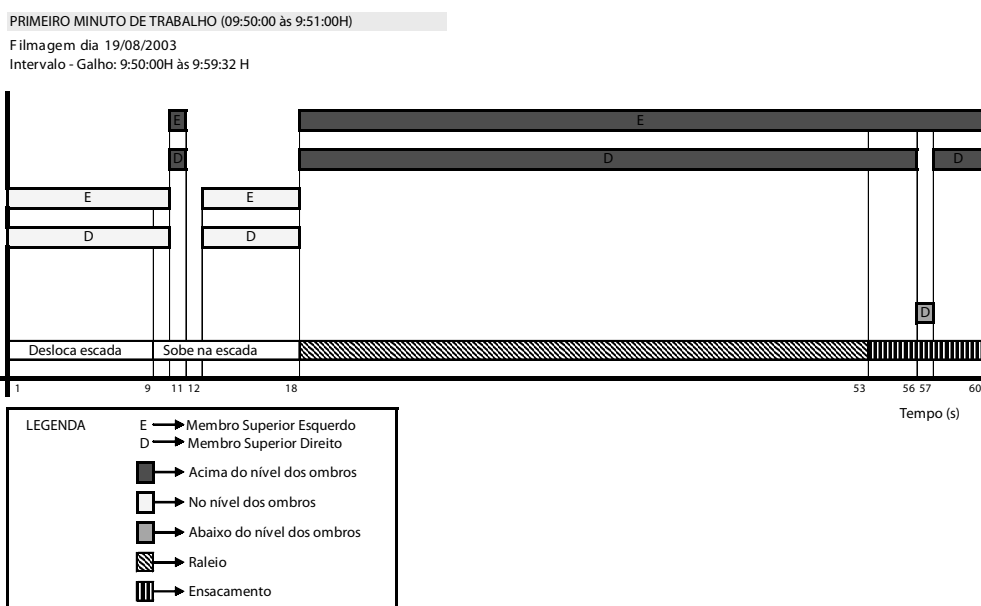 PRIMEIRO MINUTO DE TRABALHO (09:50:00 às 9:51:00H)
Filmagem dia 19/08/2003
Intervalo - Galho: 9:50:00H às 9:59:32 H
E E
D D D
E E
D D
D
Desloca escada Sobe na escada
1 9 11 12 18 53 56 57 60
Tempo (s)
LEGENDA
E Membro Superior Esquerdo
D Membro Superior Direito
Acima do nível dos ombros
No nível dos ombros
Abaixo do nível dos ombros
Raleio
Ensacamento